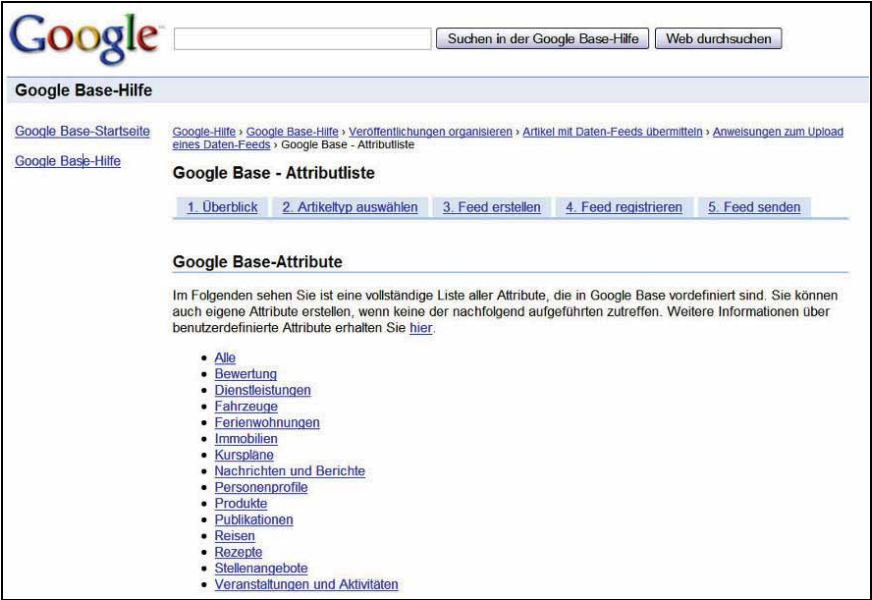 Google
Suchen in der Google Base-Hilfe
Web durchsuchen
Google Base-Hilfe
Google Base-Startseite
Google Base-Hilfe
Google-Hilfe › Google Base-Hilfe › Veröffentlichungen organisieren › Artikel mit Daten-Feeds übermitteln › Anweisungen zum Upload
eines Daten-Feeds › Google Base - Attributliste
Google Base - Attributliste
1. Überblick
2. Artikeltyp auswählen
3. Feed erstellen
4. Feed registrieren
5. Feed senden
Google Base-Attribute
Im Folgenden sehen Sie ist eine vollständige Liste aller Attribute, die in Google Base vordefiniert sind. Sie können
auch eigene Attribute erstellen, wenn keine der nachfolgend aufgeführten zutreffen. Weitere Informationen über
benutzerdefinierte Attribute erhalten Sie hier.
• Alle
• Bewertung
• Dienstleistungen
• Fahrzeuge
• Ferienwohnungen
• Immobilien
• Kurspläne
• Nachrichten und Berichte
• Personenprofile
• Produkte
• Publikationen
• Reisen
• Rezepte
• Stellenangebote
• Veranstaltungen und Aktivitäten